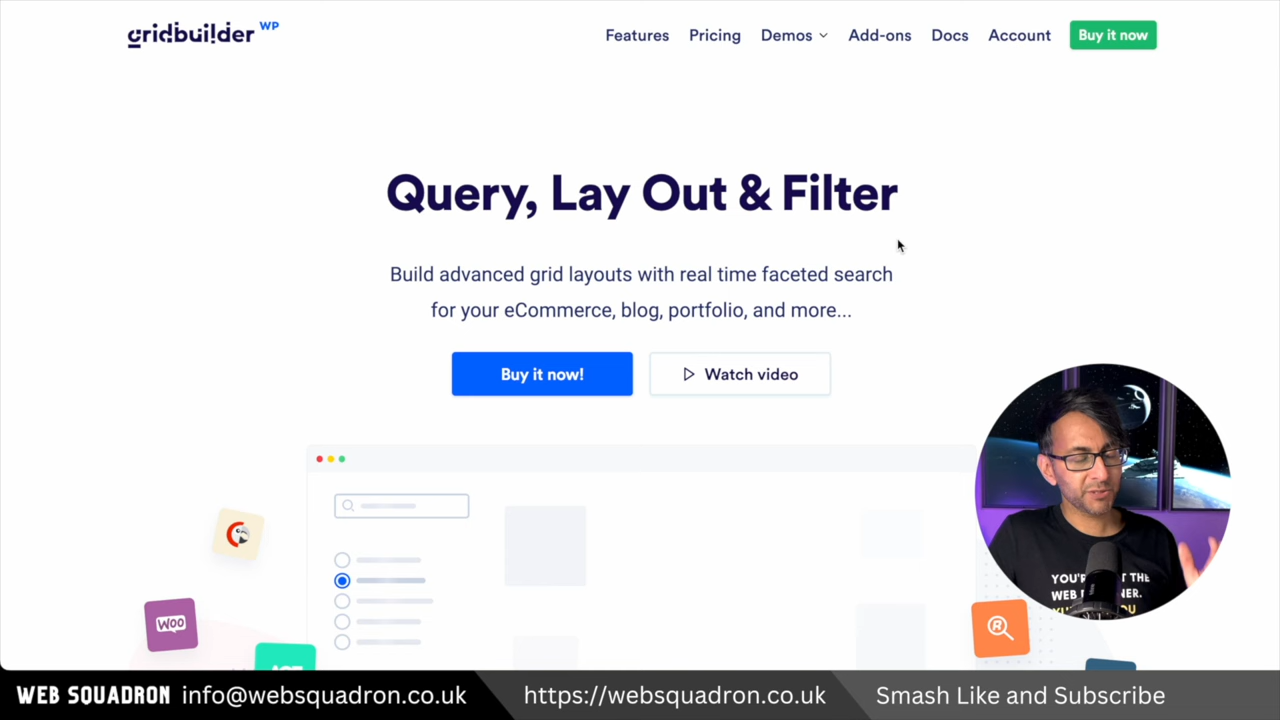 gridbuilder WP
Features Pricing Demos Add-ons Docs Account Buy it now
Query, Lay Out & Filter
Build advanced grid layouts with real time faceted search
for your eCommerce, blog, portfolio, and more...
Buy it now! Watch video
WOO
R
WEB SQUADRON info@websquadron.co.uk https://websquadron.co.uk Smash Like and Subscribe